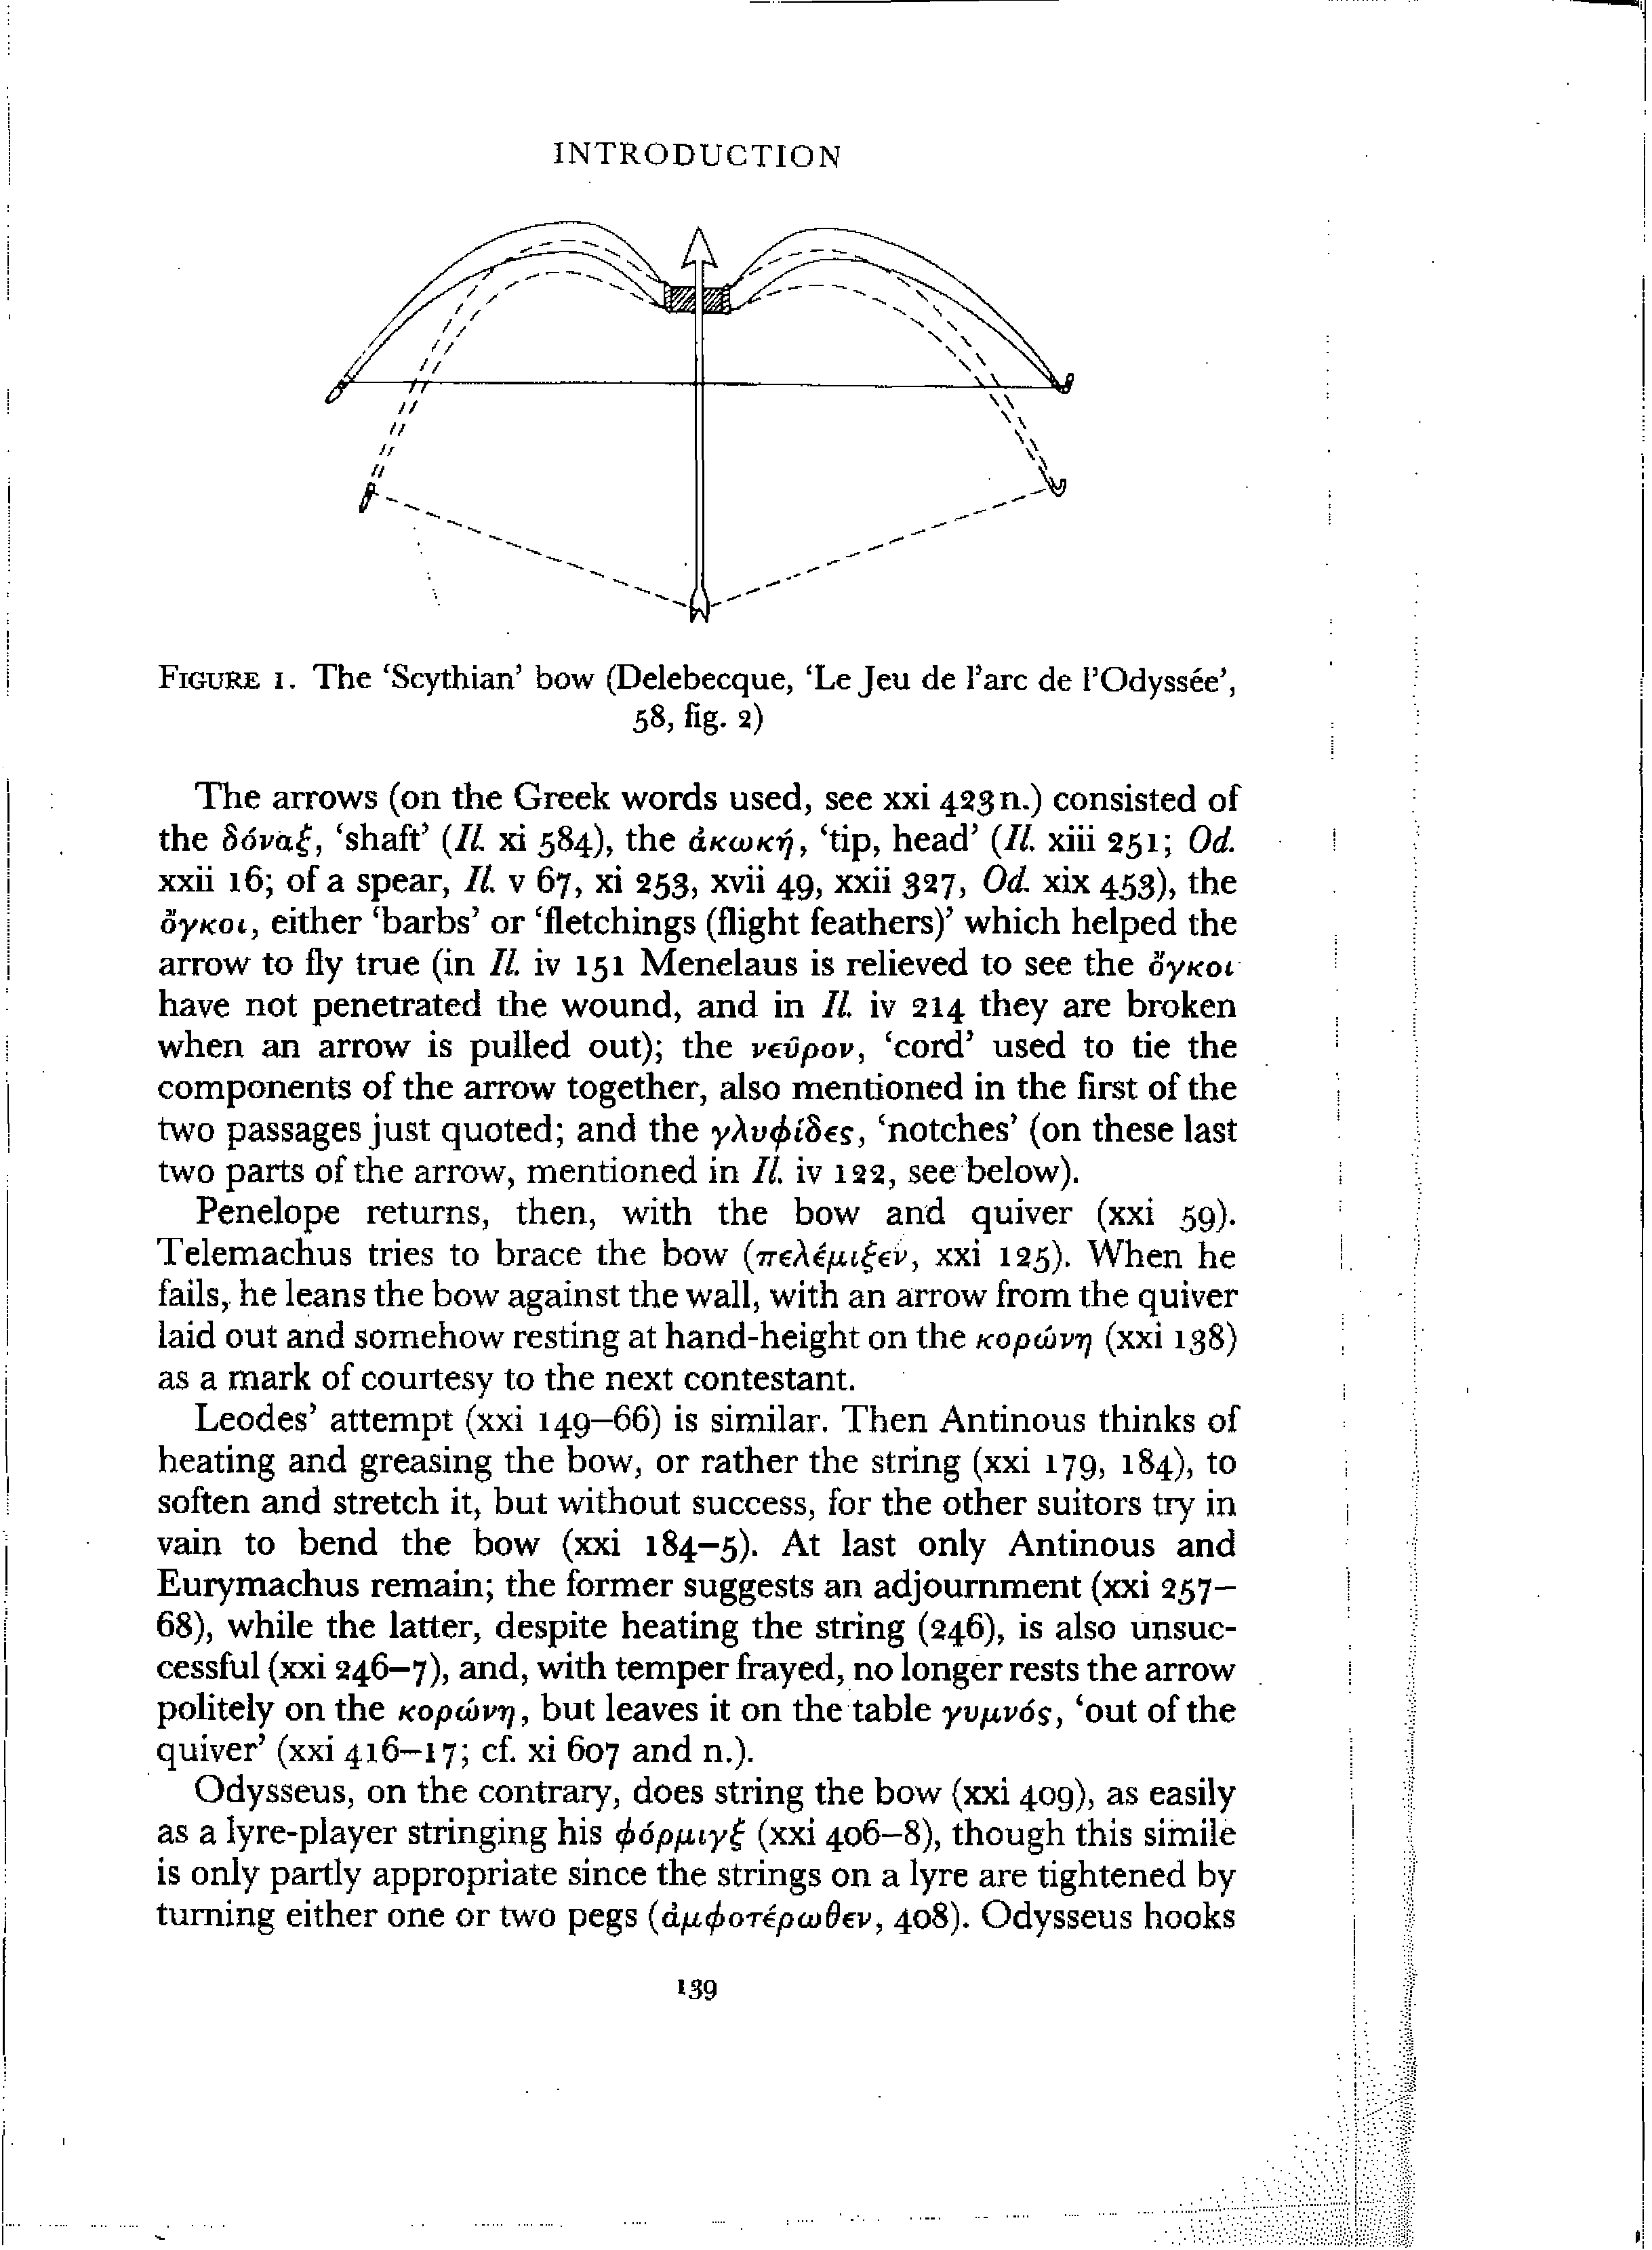 INTRODUCTION
FIGURE 1. The ‘Scythian’ bow (Delebecque, ‘Le Jeu de l’arc de l’Odyssée’,
58, fig. 2)
The arrows (on the Greek words used, see xxi 423 n.) consisted of
the δόναξ, ‘shaft’ (Il. xi 584), the ἀκωκή, ‘tip, head’ (Il. xiii 251; Od.
xxii 16; of a spear, Il. v 67, xi 253, xvii 49, xxii 327, Od. xix 453), the
ὄγκοι, either ‘barbs’ or ‘fletchings (flight feathers)’ which helped the
arrow to fly true (in Il. iv 151 Menelaus is relieved to see the ὄγκοι
have not penetrated the wound, and in Il. iv 214 they are broken
when an arrow is pulled out); the νεῦρον, ‘cord’ used to tie the
components of the arrow together, also mentioned in the first of the
two passages just quoted; and the γλυφίδες, ‘notches’ (on these last
two parts of the arrow, mentioned in Il. iv 122, see below).
Penelope returns, then, with the bow and quiver (xxi 59).
Telemachus tries to brace the bow (πελέμιξεν, xxi 125). When he
fails, he leans the bow against the wall, with an arrow from the quiver
laid out and somehow resting at hand-height on the κορώνη (xxi 138)
as a mark of courtesy to the next contestant.
Leodes’ attempt (xxi 149–66) is similar. Then Antinous thinks of
heating and greasing the bow, or rather the string (xxi 179, 184), to
soften and stretch it, but without success, for the other suitors try in
vain to bend the bow (xxi 184–5). At last only Antinous and
Eurymachus remain; the former suggests an adjournment (xxi 257–
68), while the latter, despite heating the string (246), is also unsuc-
cessful (xxi 246–7), and, with temper frayed, no longer rests the arrow
politely on the κορώνη, but leaves it on the table γυμνός, ‘out of the
quiver’ (xxi 416–17; cf. xi 607 and n.).
Odysseus, on the contrary, does string the bow (xxi 409), as easily
as a lyre-player stringing his φόρμιγξ (xxi 406–8), though this simile
is only partly appropriate since the strings on a lyre are tightened by
turning either one or two pegs (ἀμφοτέρωθεν, 408). Odysseus hooks
139